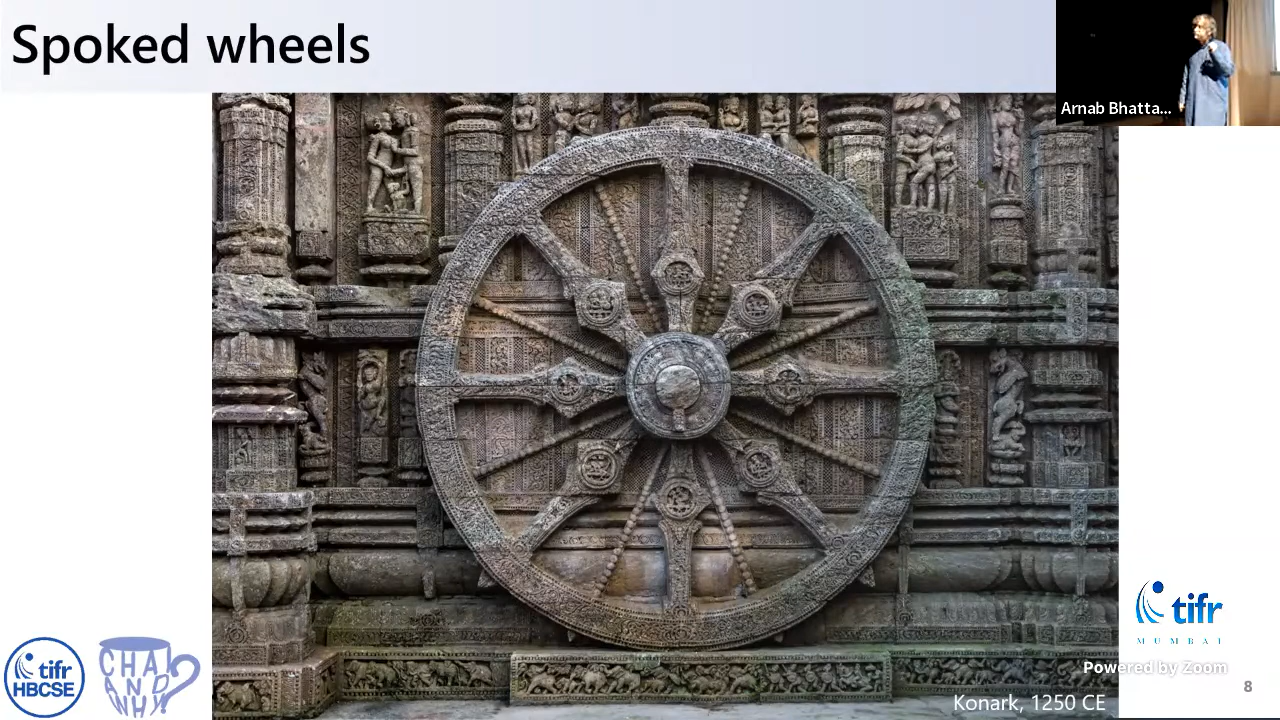 Spoked wheels
Arnab Bhatta...
tifr
MUMBAI
Powered by Zoom
tifr
HBCSE
CHAI
AND
WHY?
Konark, 1250 CE
8